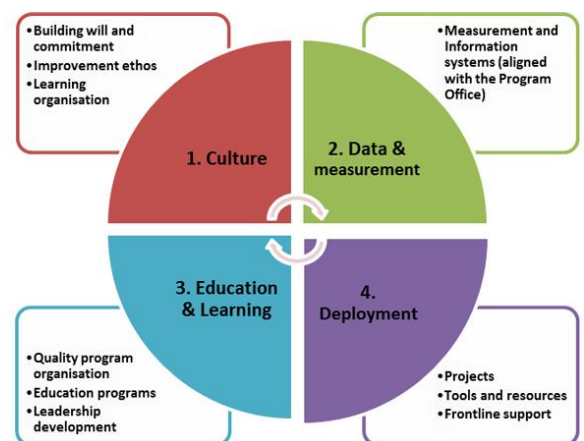 •Building will and
commitment
•Improvement ethos
•Learning
organisation
1. Culture
•Measurement and
Information
systems (aligned
with the Program
Office)
2. Data &
measurement
3. Education
& Learning
•Quality program
organisation
•Education programs
•Leadership
development
4.
Deployment
•Projects
•Tools and resources
•Frontline support